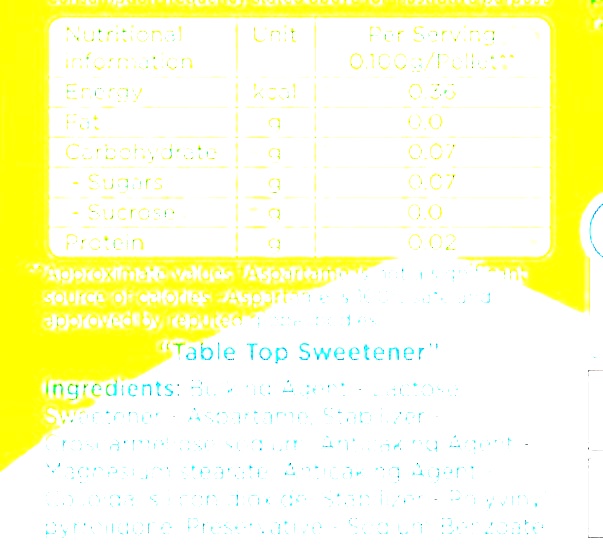 Nutritional Unit Per Serving
information 0.100g/Pellet**
Energy kcal 0.36
Fat g 0.0
Carbohydrate g 0.07
- Sugars g 0.07
- Sucrose g 0.0
Protein g 0.02
**Approximate values *Aspartame is not a significant
source of calories Aspartame is safe and
approved by reputed
"Table Top Sweetener"
Ingredients: Bulking Agent - Lactose,
Sweetener - Aspartame, Stabilizer -
Croscarmellose sodium, Anticaking Agent -
Magnesium stearate, Anticaking Agent -
Colloidal silicon dioxide, Stabilizer - Polyvinyl
pyrrolidone, Preservative - Sodium Benzoate